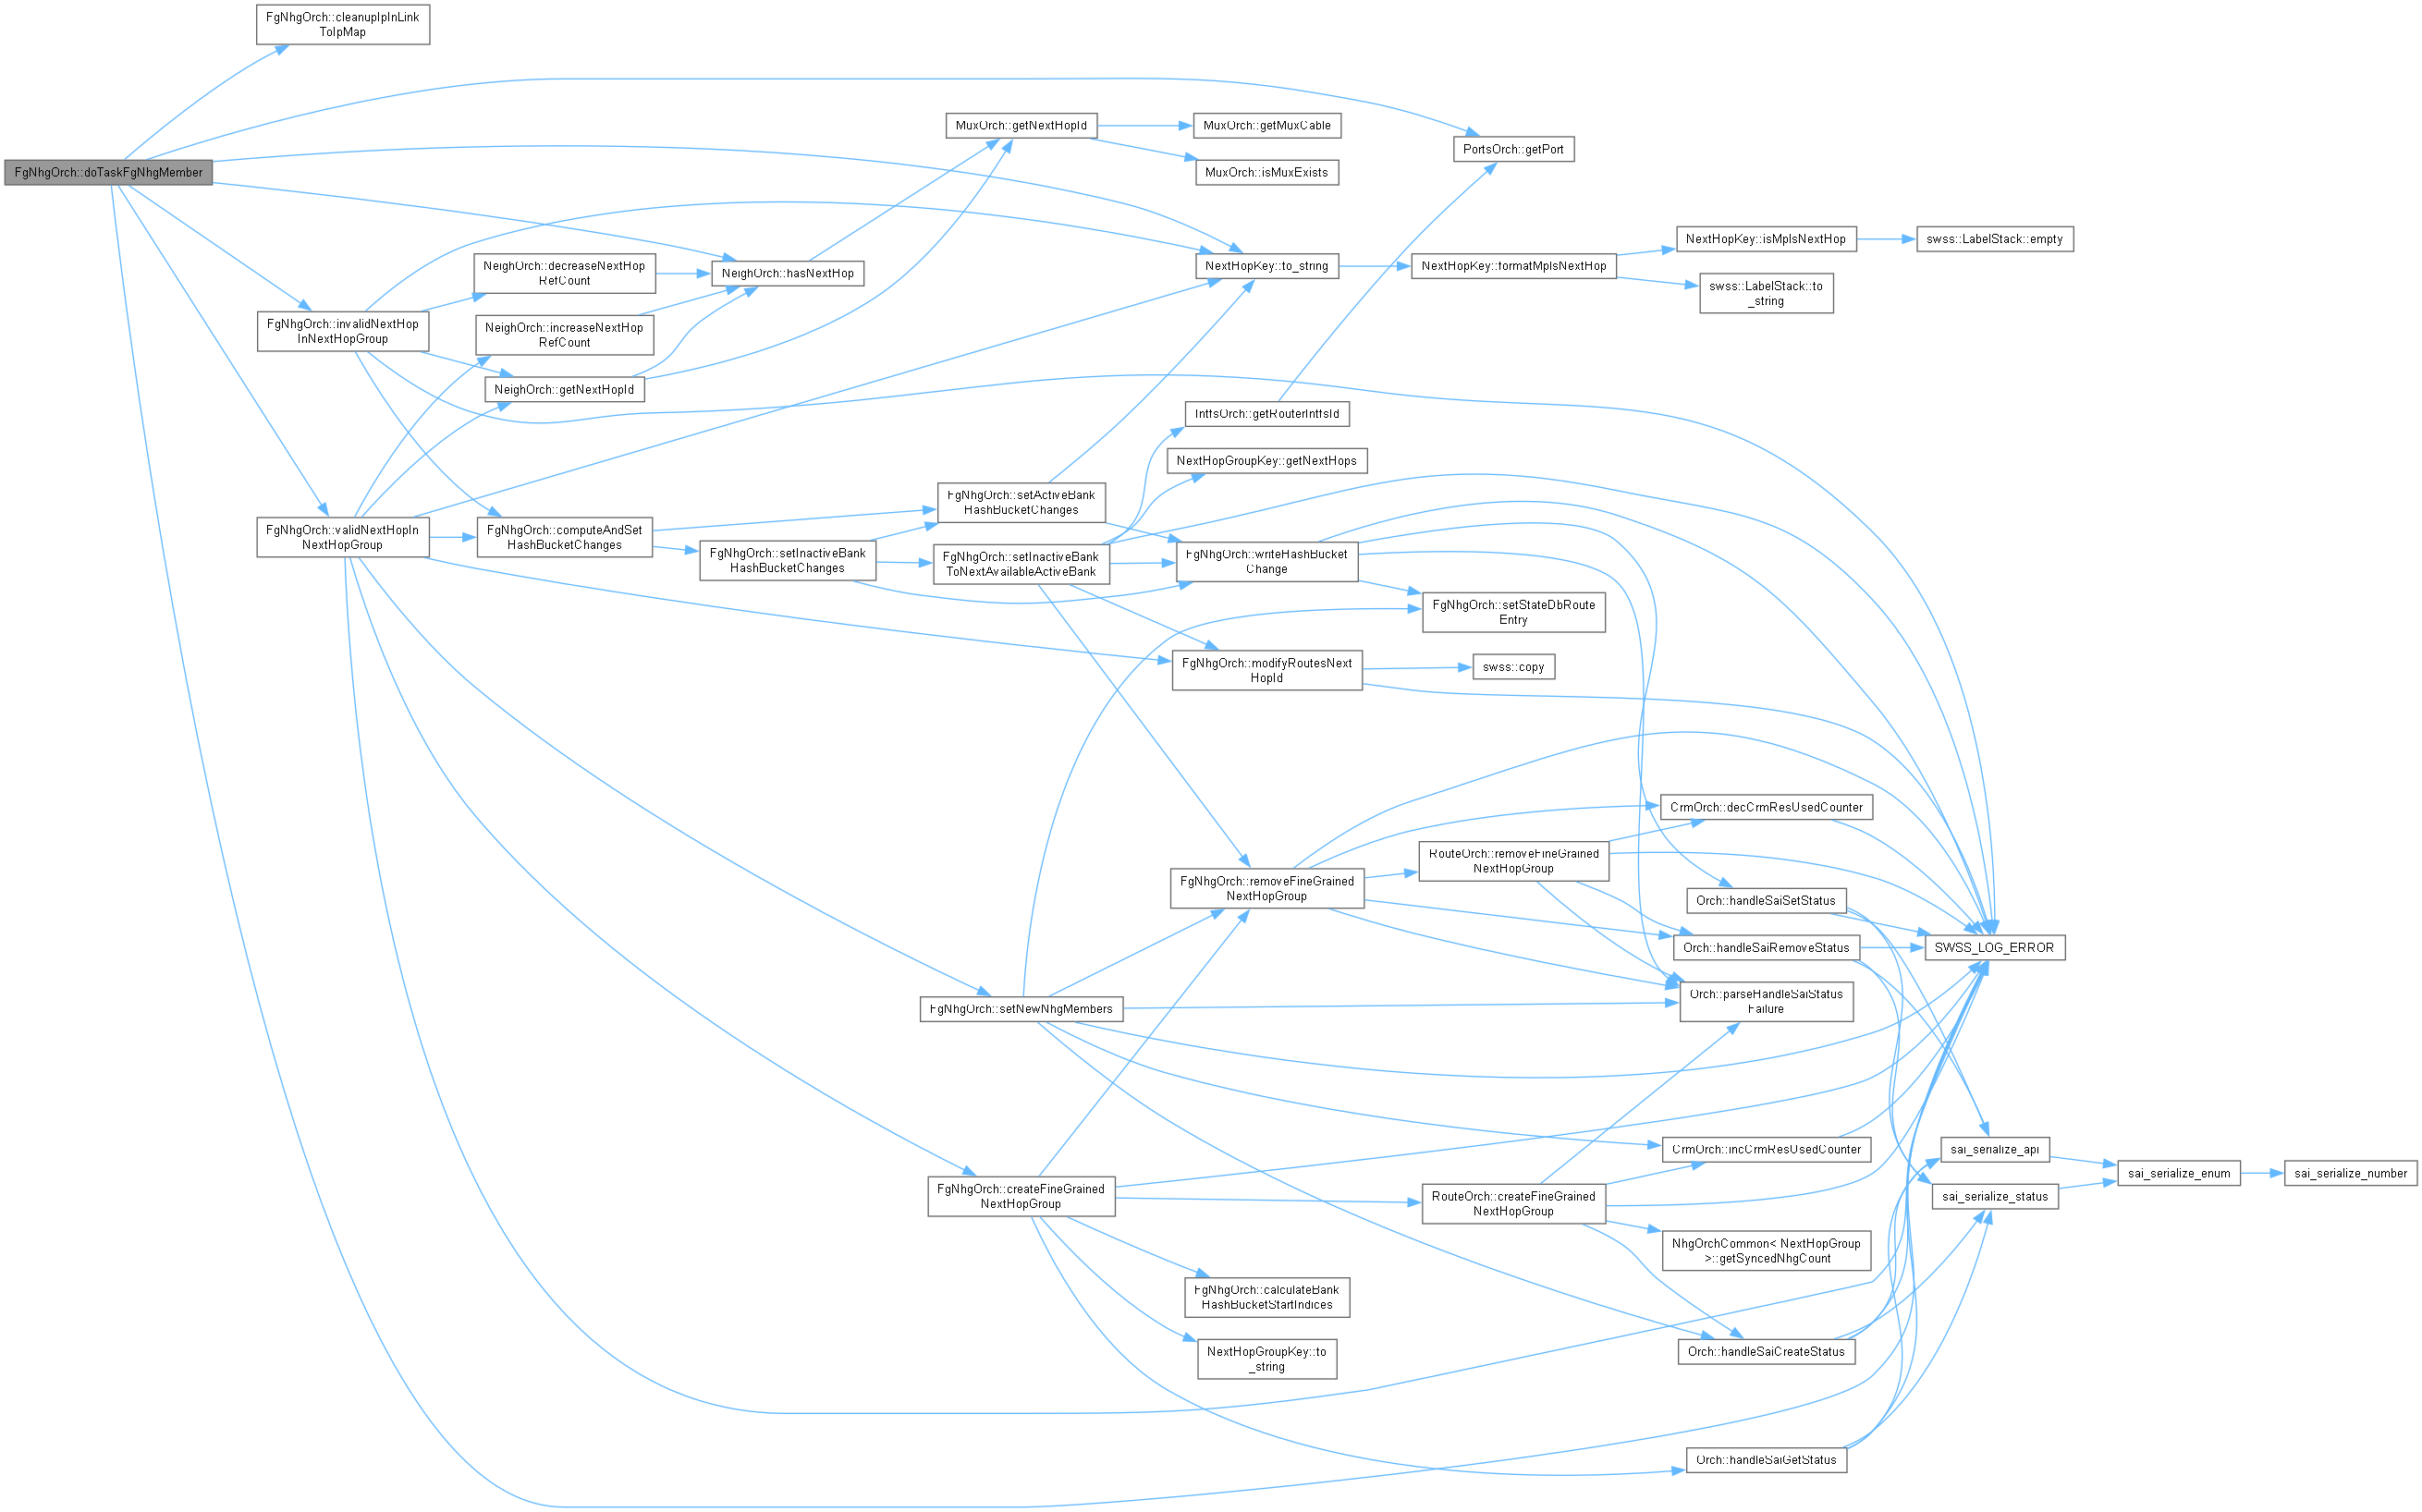 FgNhgOrch::cleanupIpInLink
ToIpMap
FgNhgOrch::doTaskFgNhgMember
MuxOrch::getNextHopId
MuxOrch::getMuxCable
MuxOrch::isMuxExists
PortsOrch::getPort
NeighOrch::decreaseNextHop
RefCount
NeighOrch::hasNextHop
NextHopKey::to_string
NextHopKey::formatMplsNextHop
NextHopKey::isMplsNextHop
swss::LabelStack::empty
swss::LabelStack::to
_string
FgNhgOrch::invalidNextHop
InNextHopGroup
NeighOrch::increaseNextHop
RefCount
NeighOrch::getNextHopId
IntfsOrch::getRouterIntfsId
NextHopGroupKey::getNextHops
FgNhgOrch::validNextHopIn
NextHopGroup
FgNhgOrch::computeAndSet
HashBucketChanges
FgNhgOrch::setInactiveBank
HashBucketChanges
FgNhgOrch::setActiveBank
HashBucketChanges
FgNhgOrch::setInactiveBank
ToNextAvailableActiveBank
FgNhgOrch::writeHashBucket
Change
FgNhgOrch::setStateDbRoute
Entry
FgNhgOrch::modifyRoutesNext
HopId
swss::copy
CrmOrch::decCrmResUsedCounter
RouteOrch::removeFineGrained
NextHopGroup
FgNhgOrch::removeFineGrained
NextHopGroup
Orch::handleSaiSetStatus
Orch::handleSaiRemoveStatus
SWSS_LOG_ERROR
Orch::parseHandleSaiStatus
Failure
FgNhgOrch::setNewNhgMembers
CrmOrch::incCrmResUsedCounter
sai_serialize_api
sai_serialize_enum
sai_serialize_number
sai_serialize_status
FgNhgOrch::createFineGrained
NextHopGroup
RouteOrch::createFineGrained
NextHopGroup
NhgOrchCommon< NextHopGroup
>::getSyncedNhgCount
FgNhgOrch::calculateBank
HashBucketStartIndices
NextHopGroupKey::to
_string
Orch::handleSaiCreateStatus
Orch::handleSaiGetStatus